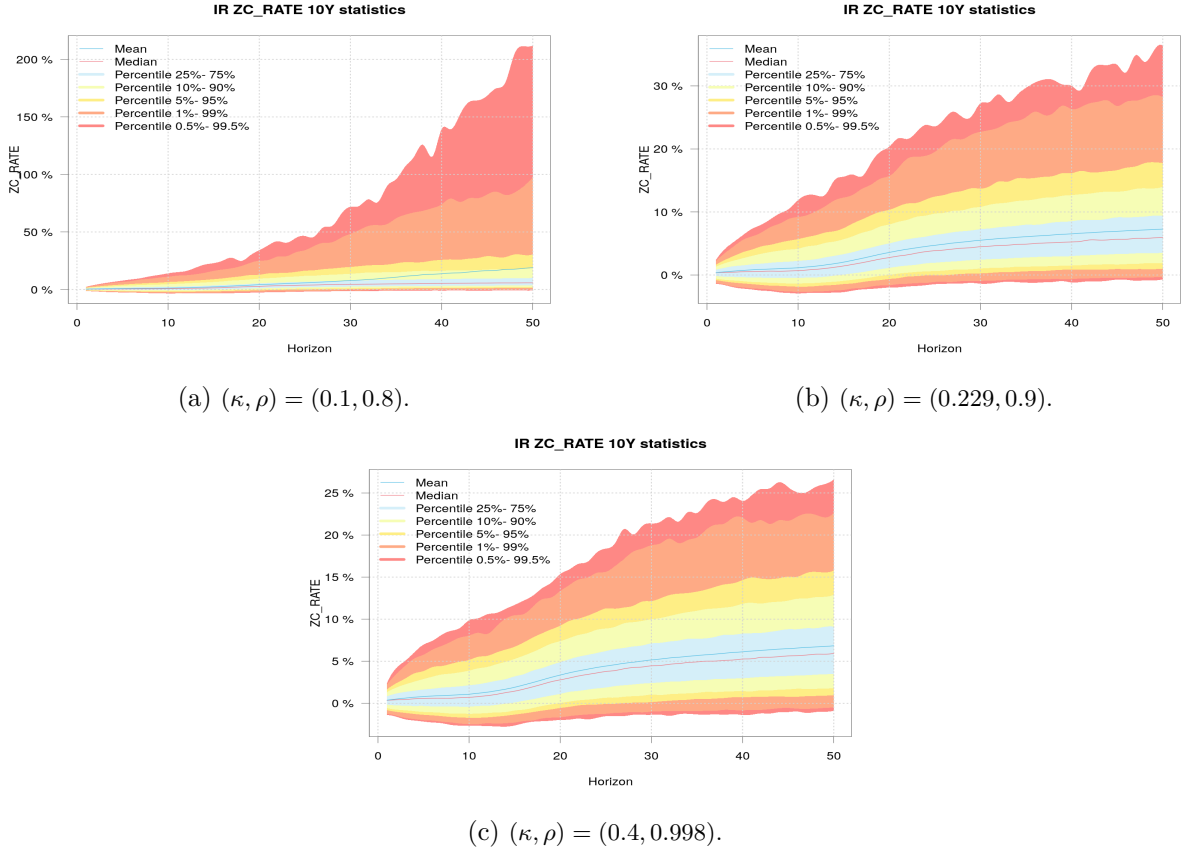 IR ZC_RATE 10Y statistics
ZC_RATE
200 %
150 %
100 %
50 %
0 %
Mean
Median
Percentile 25%- 75%
Percentile 10%- 90%
Percentile 5%- 95%
Percentile 1%- 99%
Percentile 0.5%- 99.5%
0 10 20 30 40 50
Horizon
(a) (κ, ρ) = (0.1, 0.8).
IR ZC_RATE 10Y statistics
ZC_RATE
30 %
20 %
10 %
0 %
Mean
Median
Percentile 25%- 75%
Percentile 10%- 90%
Percentile 5%- 95%
Percentile 1%- 99%
Percentile 0.5%- 99.5%
0 10 20 30 40 50
Horizon
(b) (κ, ρ) = (0.229, 0.9).
IR ZC_RATE 10Y statistics
ZC_RATE
25 %
20 %
15 %
10 %
5 %
0 %
Mean
Median
Percentile 25%- 75%
Percentile 10%- 90%
Percentile 5%- 95%
Percentile 1%- 99%
Percentile 0.5%- 99.5%
0 10 20 30 40 50
Horizon
(c) (κ, ρ) = (0.4, 0.998).